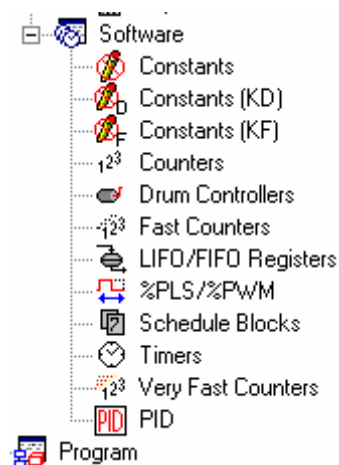 Software
Constants
Constants (KD)
Constants (KF)
Counters
Drum Controllers
Fast Counters
LIFO/FIFO Registers
%PLS/%PWM
Schedule Blocks
Timers
Very Fast Counters
PID PID
Program